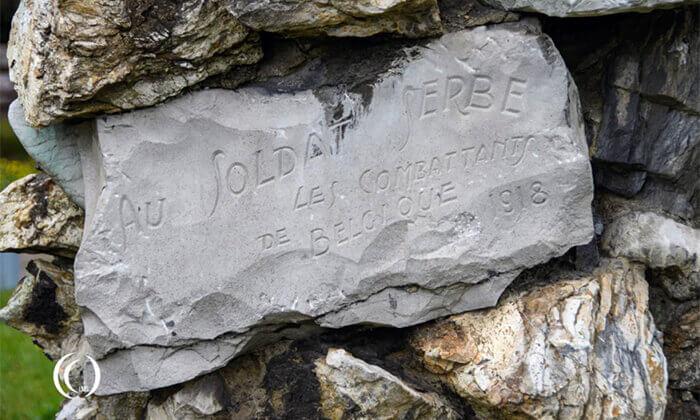 AU SOLDAT SERBE
LES COMBATTANTS
DE BELGIQUE 1918